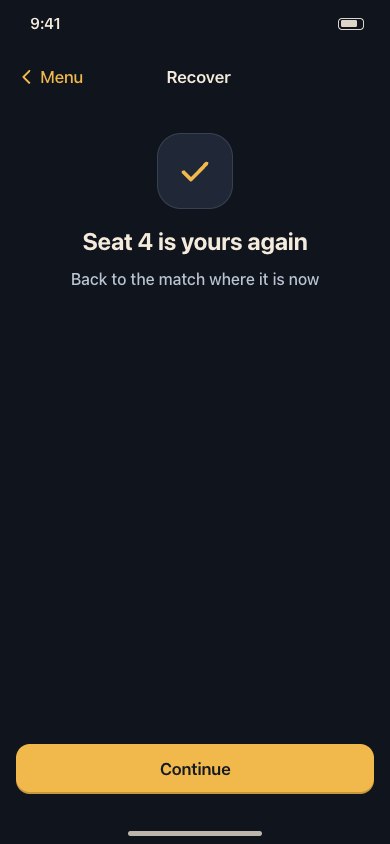 9:41
Menu
Recover
Seat 4 is yours again
Back to the match where it is now
Continue